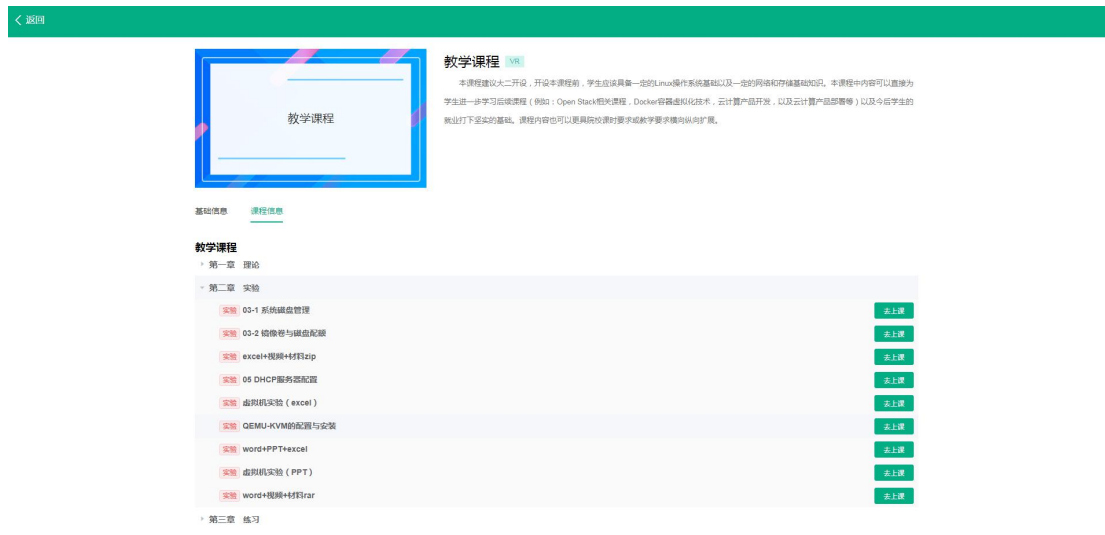 返回
教学课程
教学课程 VR
本课程建议大二开设，开设本课程前，学生应该具备一定的Linux操作系统基础以及一定的网络和存储基础知识。本课程中内容可以直接为
学生进一步学习后续课程（例如：Open Stack相关课程，Docker容器虚拟化技术，云计算产品开发，以及云计算产品部署等）以及今后学生的
就业打下坚实的基础。课程内容也可以更具院校课时要求或教学要求横向纵向扩展。
基础信息 课程信息
教学课程
第一章 理论
第二章 实验
实验 03-1 系统磁盘管理 去上课
实验 03-2 镜像卷与磁盘配额 去上课
实验 excel+视频+材料zip 去上课
实验 05 DHCP服务器配置 去上课
实验 虚拟机实验（excel） 去上课
实验 QEMU-KVM的配置与安装 去上课
实验 word+PPT+excel 去上课
实验 虚拟机实验（PPT） 去上课
实验 word+视频+材料rar 去上课
第三章 练习